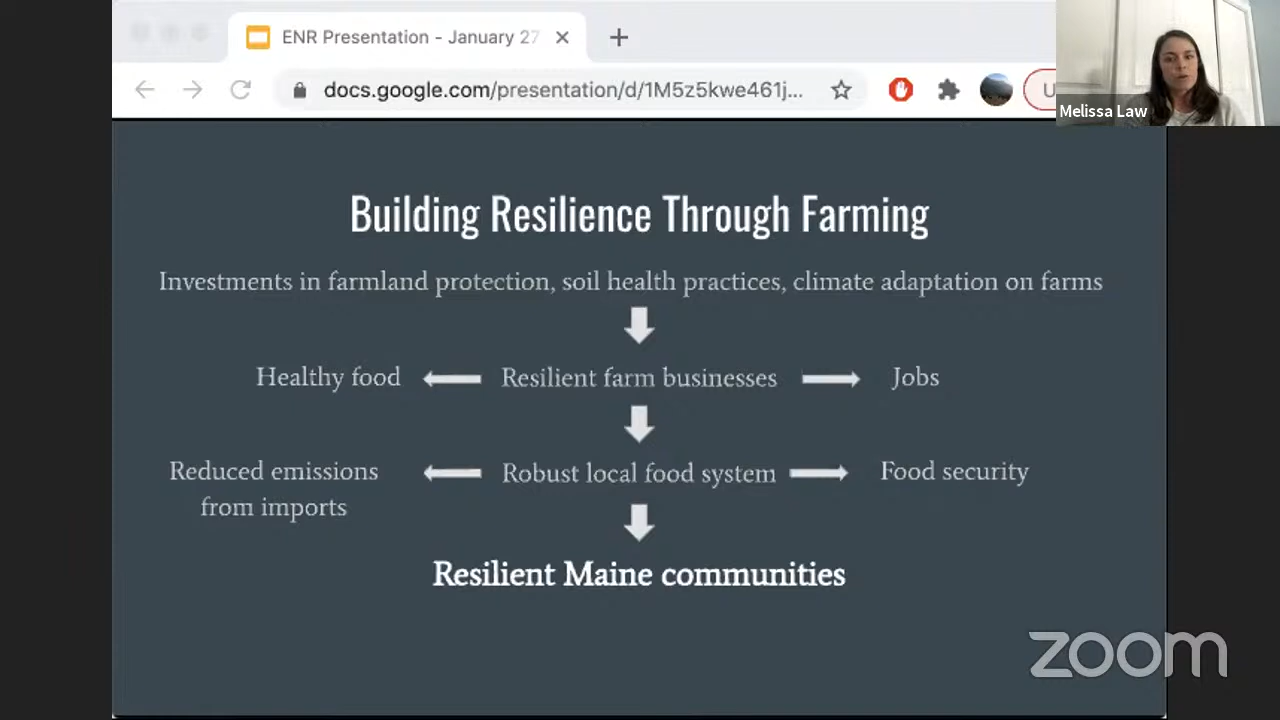 ENR Presentation - January 27
docs.google.com/presentation/d/1M5z5kwe461j...
U
Melissa Law
Building Resilience Through Farming
Investments in farmland protection, soil health practices, climate adaptation on farms
Healthy food
Resilient farm businesses
Jobs
Reduced emissions
from imports
Robust local food system
Food security
Resilient Maine communities
zoom